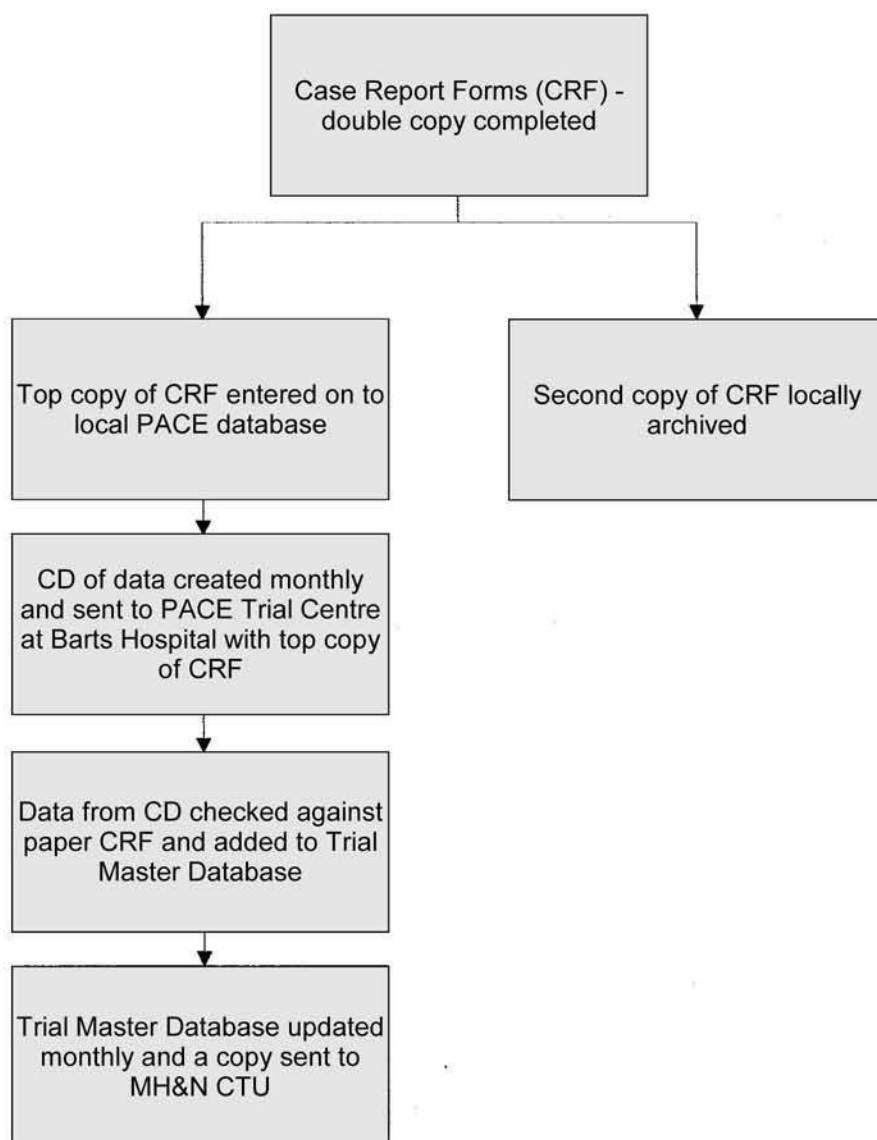 Case Report Forms (CRF) -
double copy completed
Top copy of CRF entered on to
local PACE database
Second copy of CRF locally
archived
CD of data created monthly
and sent to PACE Trial Centre
at Barts Hospital with top copy
of CRF
Data from CD checked against
paper CRF and added to Trial
Master Database
Trial Master Database updated
monthly and a copy sent to
MH&N CTU